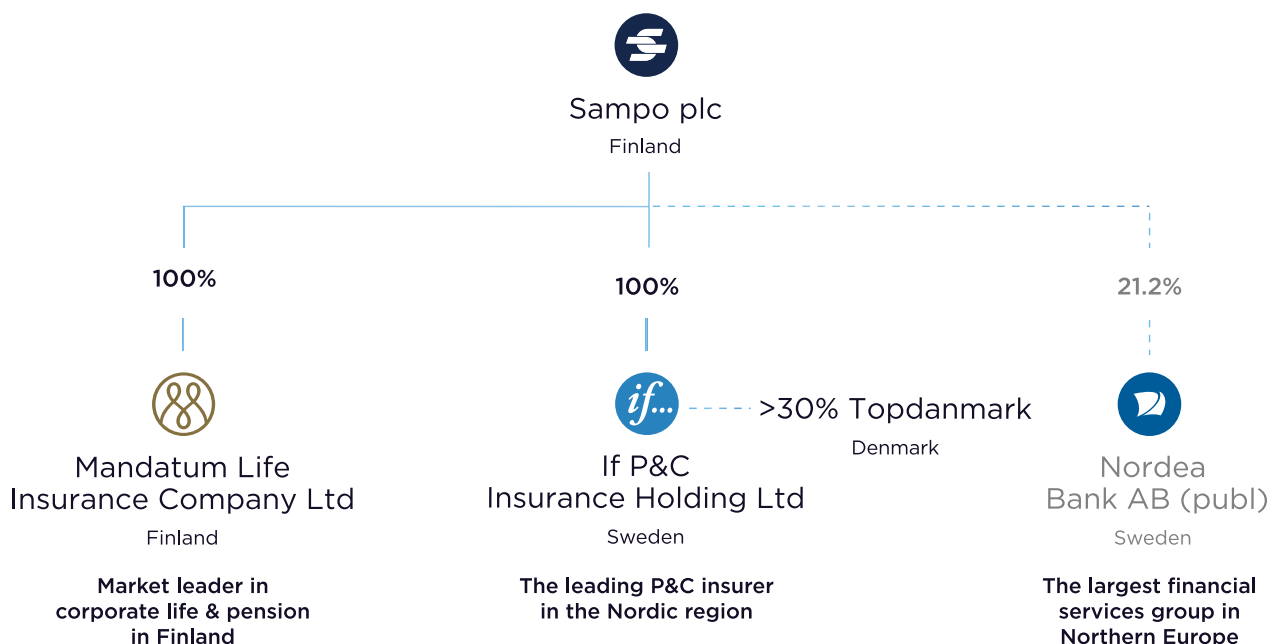 Sampo plc
Finland
100%
100%
21.2%
if...
>30% Topdanmark
Denmark
Mandatum Life
Insurance Company Ltd
Finland
Market leader in
corporate life & pension
in Finland
If P&C
Insurance Holding Ltd
Sweden
The leading P&C insurer
in the Nordic region
Nordea
Bank AB (publ)
Sweden
The largest financial
services group in
Northern Europe